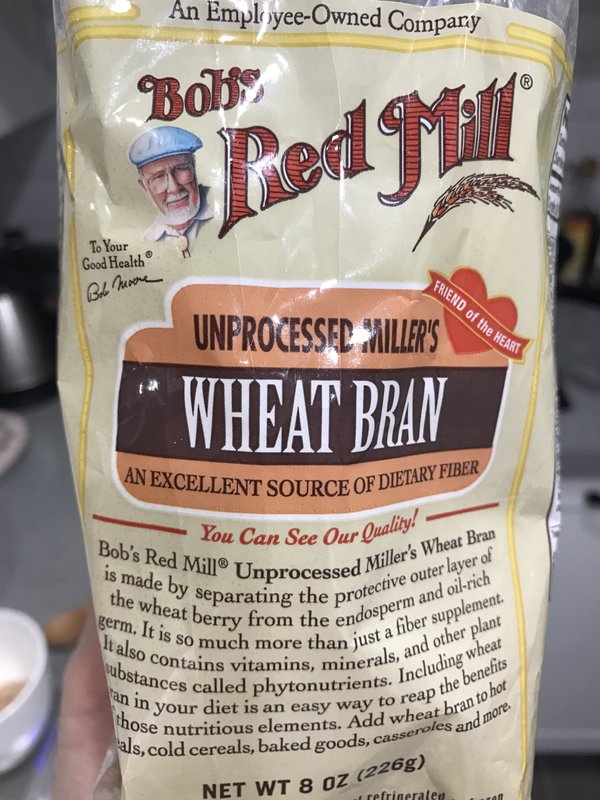 An Employee-Owned Company
Bob's
Red Mill®
To Your
Good Health®
Bob Moore
FRIEND of the HEART
UNPROCESSED MILLER'S
WHEAT BRAN
AN EXCELLENT SOURCE OF DIETARY FIBER
You Can See Our Quality!
Bob's Red Mill® Unprocessed Miller's Wheat Bran
is made by separating the protective outer layer of
the wheat berry from the endosperm and oil-rich
germ. It is so much more than just a fiber supplement.
It also contains vitamins, minerals, and other plant
substances called phytonutrients. Including wheat
bran in your diet is an easy way to reap the benefits
those nutritious elements. Add wheat bran to hot
cold cereals, baked goods, casseroles and more.
NET WT 8 OZ (226g)
refrigerated